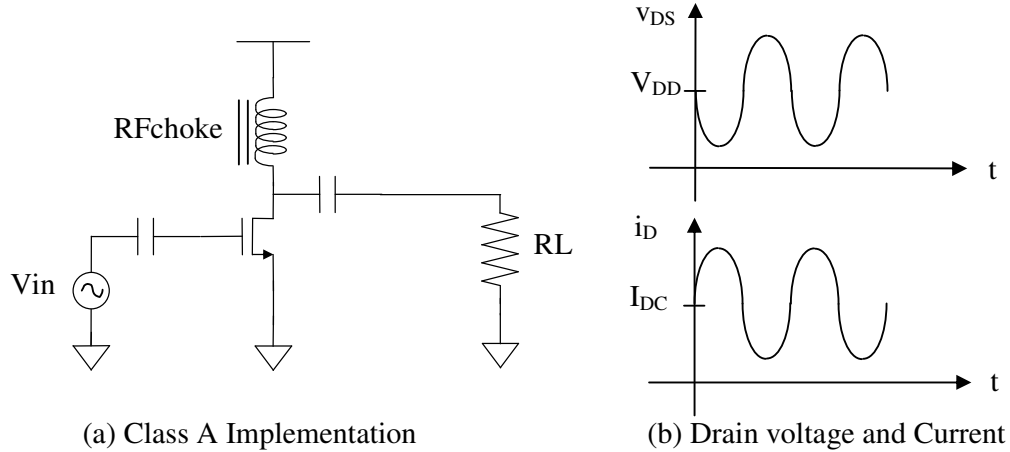 RFchoke
Vin
RL
(a) Class A Implementation
vDS
VDD
t
iD
IDC
t
(b) Drain voltage and Current